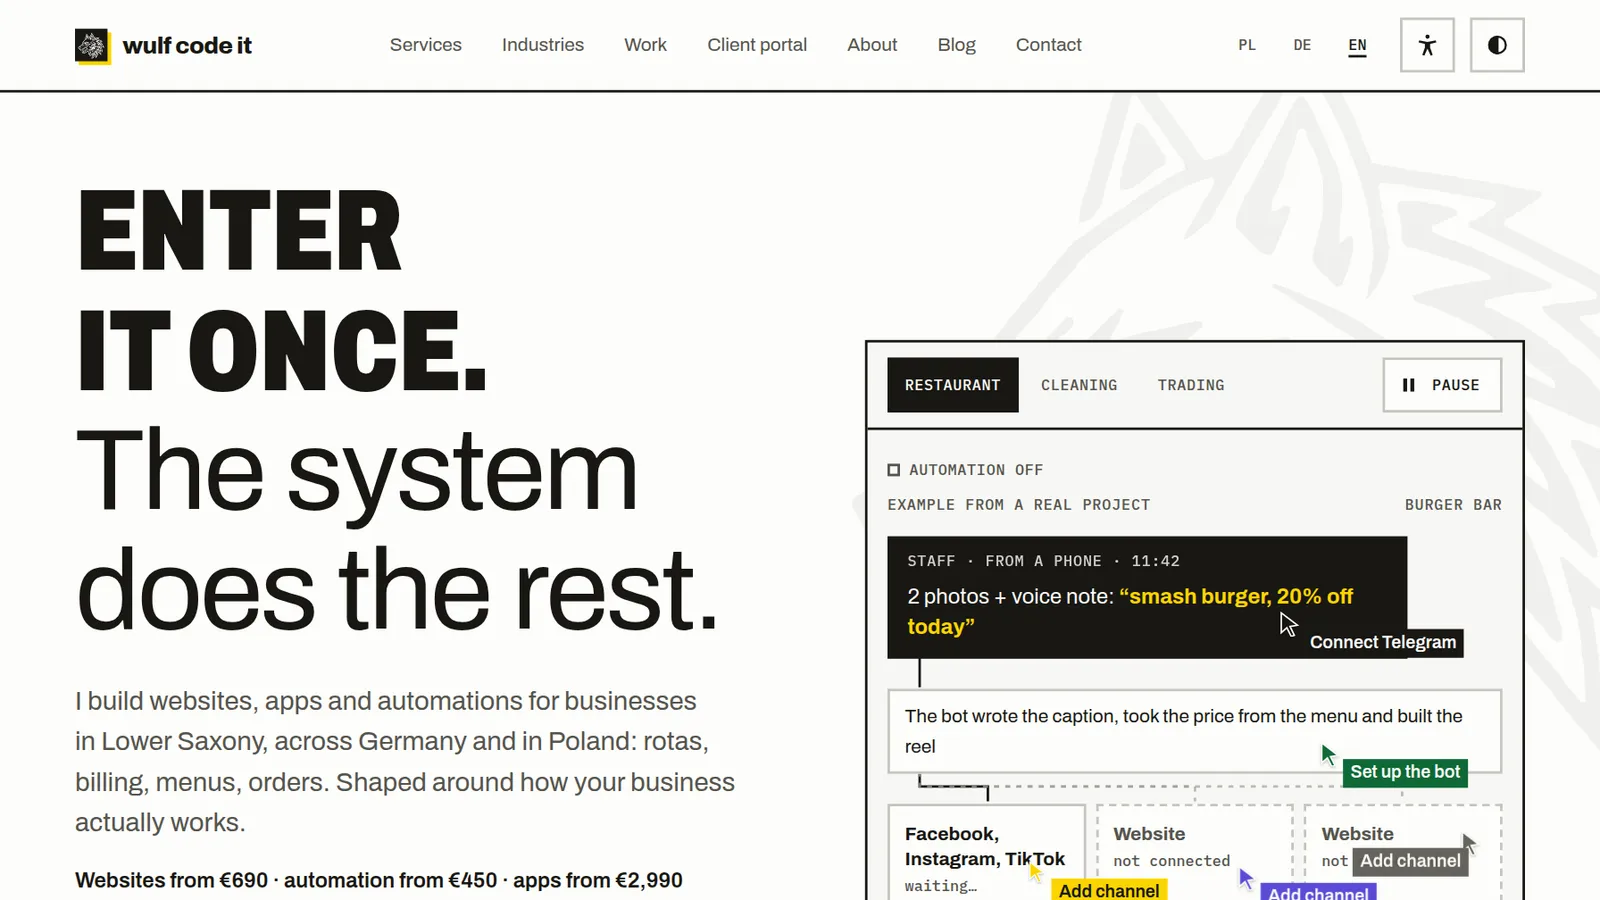 wulf code it
Services
Industries
Work
Client portal
About
Blog
Contact
PL
DE
EN
ENTER
IT ONCE.
The system
does the rest.
I build websites, apps and automations for businesses
in Lower Saxony, across Germany and in Poland: rotas,
billing, menus, orders. Shaped around how your business
actually works.
Websites from €690 · automation from €450 · apps from €2,990
RESTAURANT
CLEANING
TRADING
PAUSE
AUTOMATION OFF
EXAMPLE FROM A REAL PROJECT
BURGER BAR
STAFF · FROM A PHONE · 11:42
2 photos + voice note: “smash burger, 20% off
today”
Connect Telegram
The bot wrote the caption, took the price from the menu and built the
reel
Set up the bot
Facebook,
Instagram, TikTok
waiting…
Add channel
Website
not connected
Add channel
Website
not
Add channel